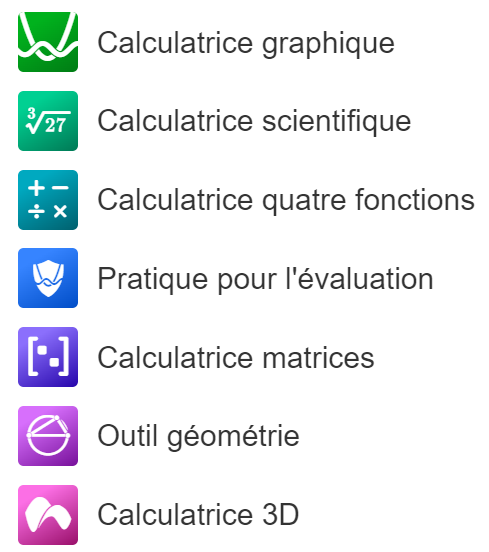 Calculatrice graphique
∛27
Calculatrice scientifique
+ −
÷ ×
Calculatrice quatre fonctions
Pratique pour l'évaluation
Calculatrice matrices
Outil géométrie
Calculatrice 3D